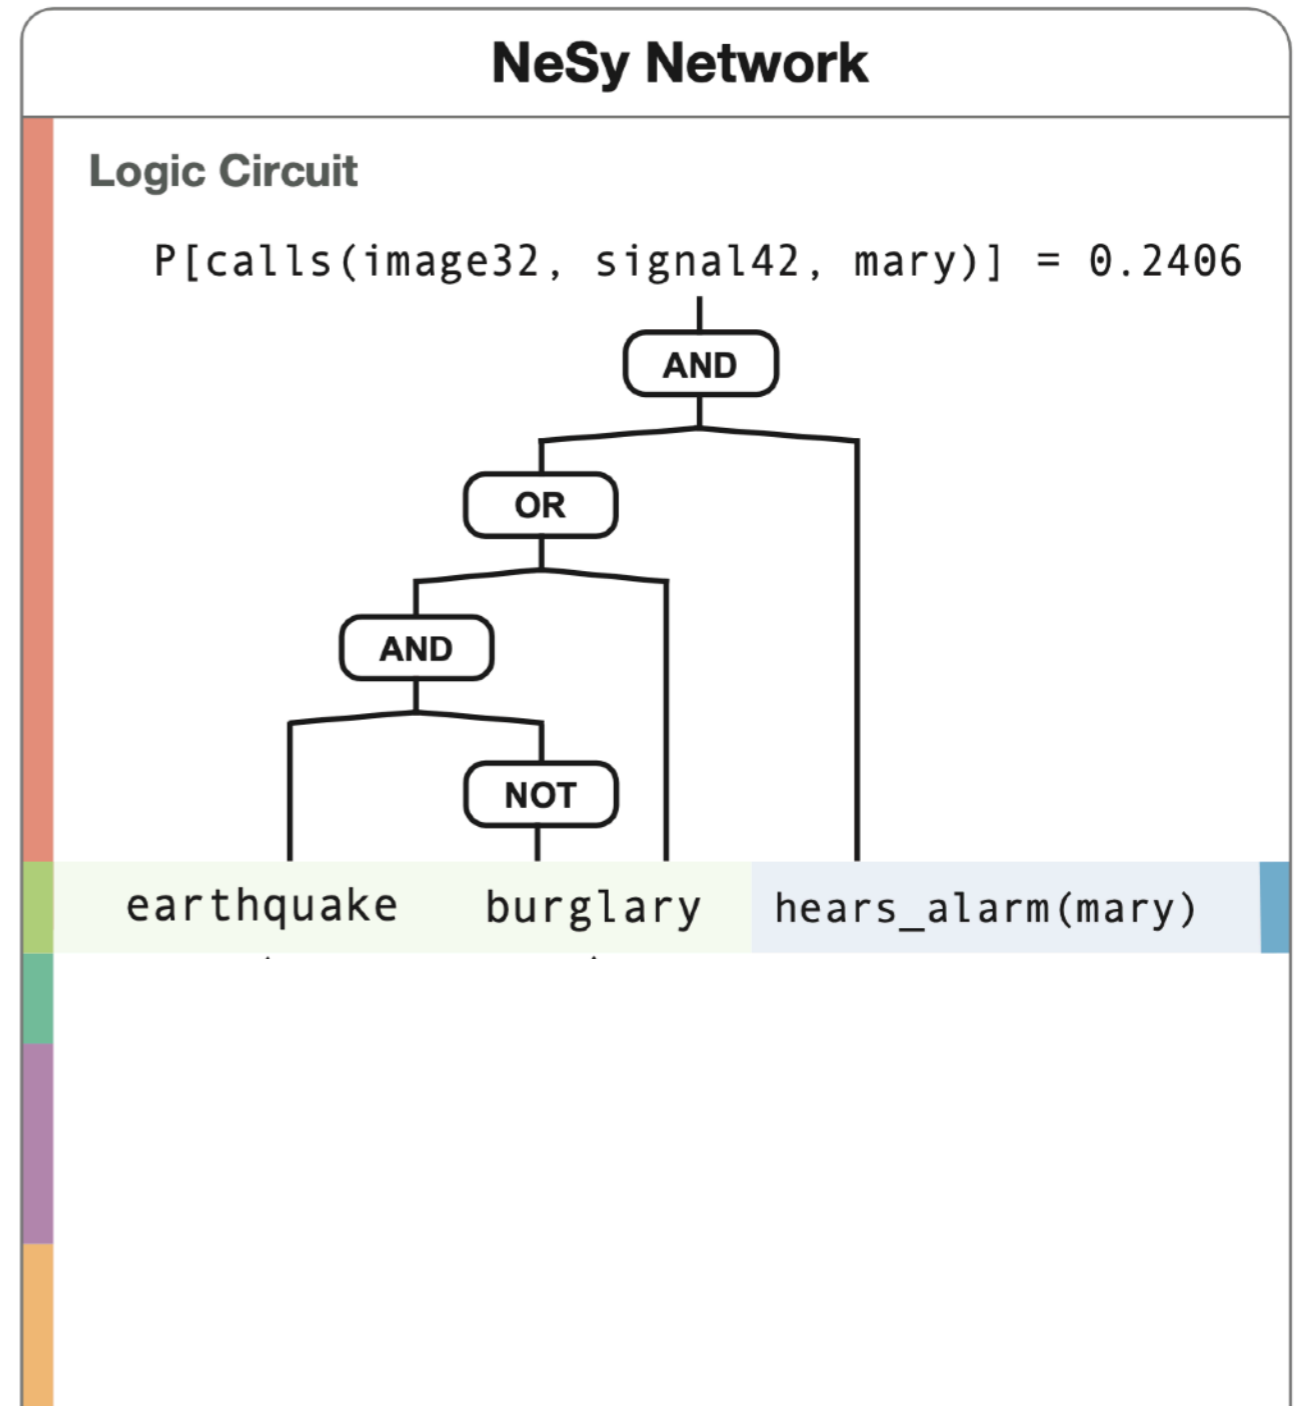 NeSy Network
Logic Circuit
P[calls(image32, signal42, mary)] = 0.2406
AND
OR
AND
NOT
earthquake burglary hears_alarm(mary)